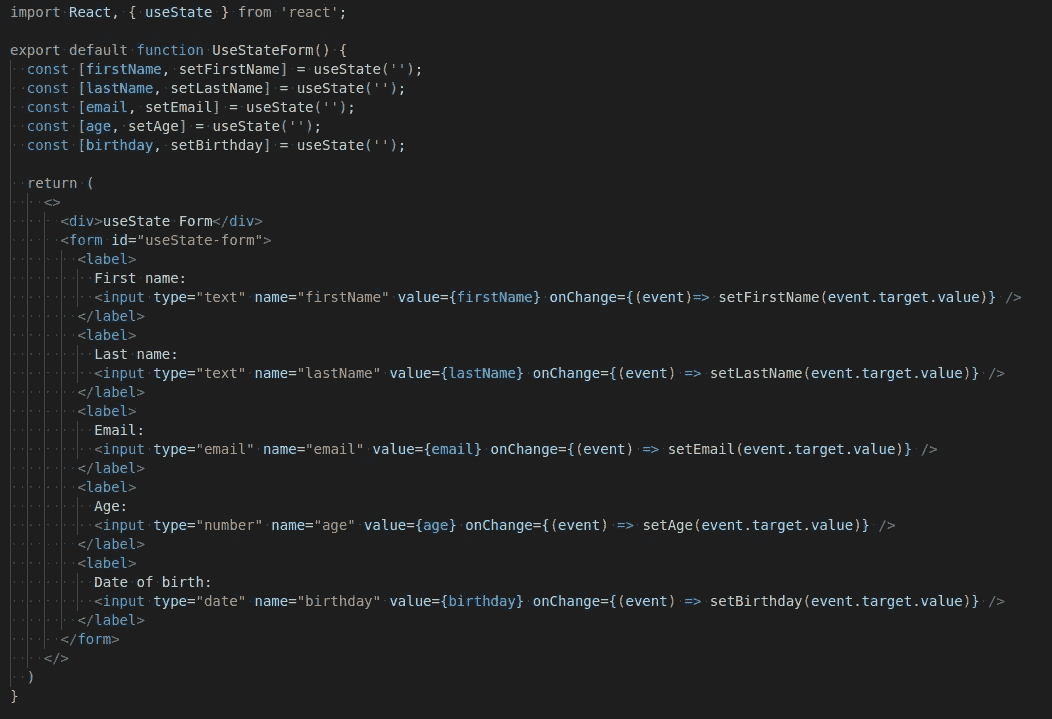 import React, { useState } from 'react';
export default function UseStateForm() {
const [firstName, setFirstName] = useState('');
const [lastName, setLastName] = useState('');
const [email, setEmail] = useState('');
const [age, setAge] = useState('');
const [birthday, setBirthday] = useState('');
return (
<>
<div>useState Form</div>
<form id="useState-form">
<label>
First name:
<input type="text" name="firstName" value={firstName} onChange={(event)=> setFirstName(event.target.value)} />
</label>
<label>
Last name:
<input type="text" name="lastName" value={lastName} onChange={(event) => setLastName(event.target.value)} />
</label>
<label>
Email:
<input type="email" name="email" value={email} onChange={(event) => setEmail(event.target.value)} />
</label>
<label>
Age:
<input type="number" name="age" value={age} onChange={(event) => setAge(event.target.value)} />
</label>
<label>
Date of birth:
<input type="date" name="birthday" value={birthday} onChange={(event) => setBirthday(event.target.value)} />
</label>
</form>
</>
)
}